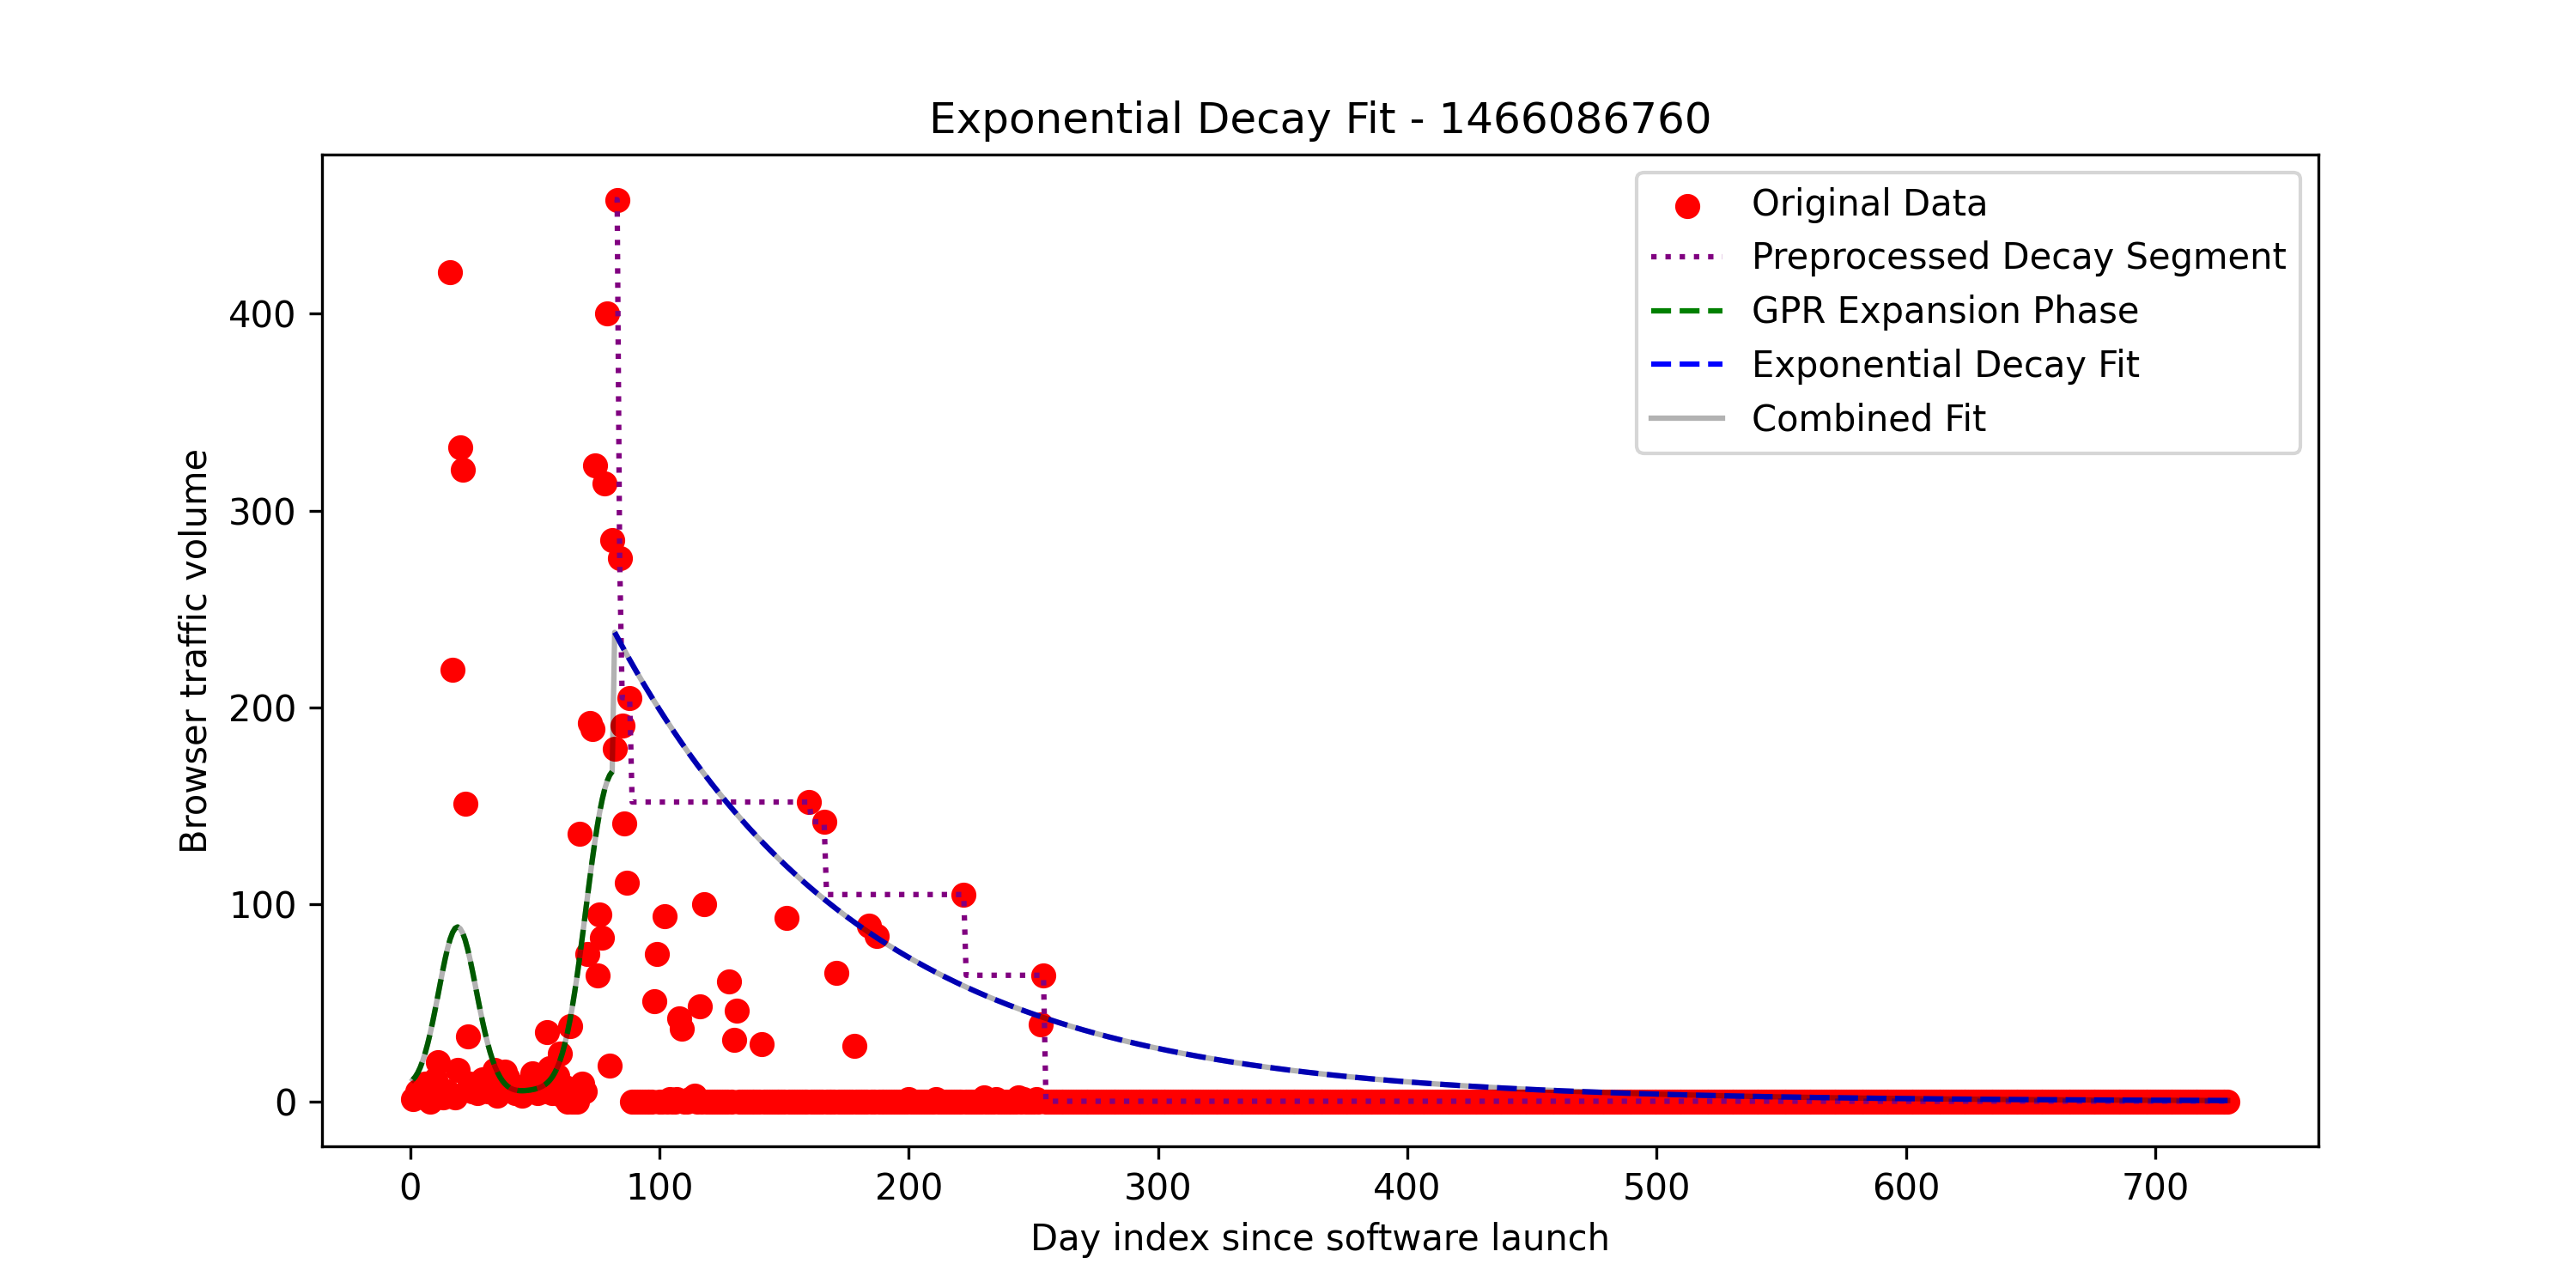 Exponential Decay Fit - 1466086760
Original Data
Preprocessed Decay Segment
GPR Expansion Phase
Exponential Decay Fit
Combined Fit
Browser traffic volume
400
300
200
100
0
0 100 200 300 400 500 600 700
Day index since software launch